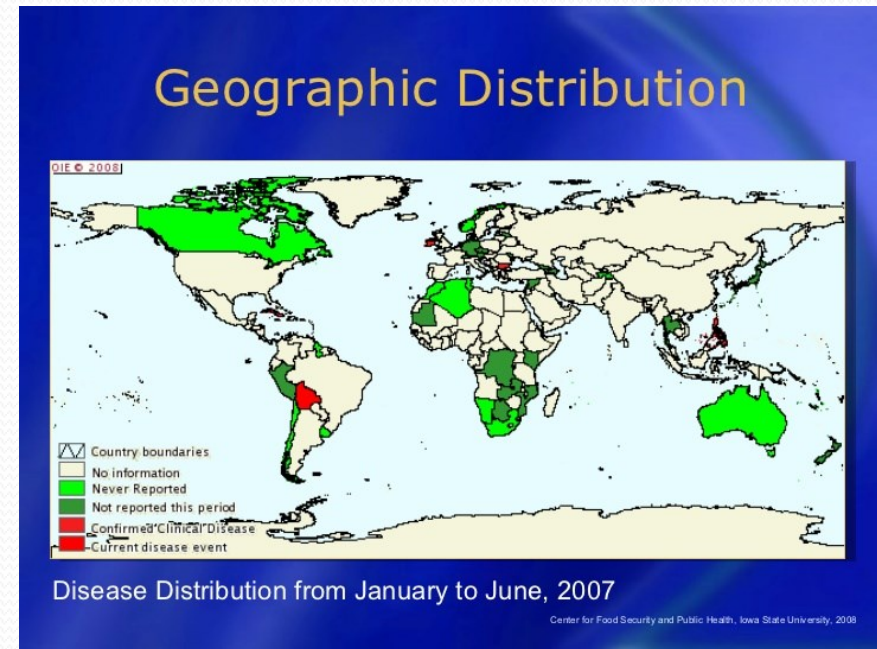 Geographic Distribution
OIE © 2008
Country boundaries
No information
Never Reported
Not reported this period
Confirmed Clinical Disease
Current disease event
Disease Distribution from January to June, 2007
Center for Food Security and Public Health, Iowa State University, 2008